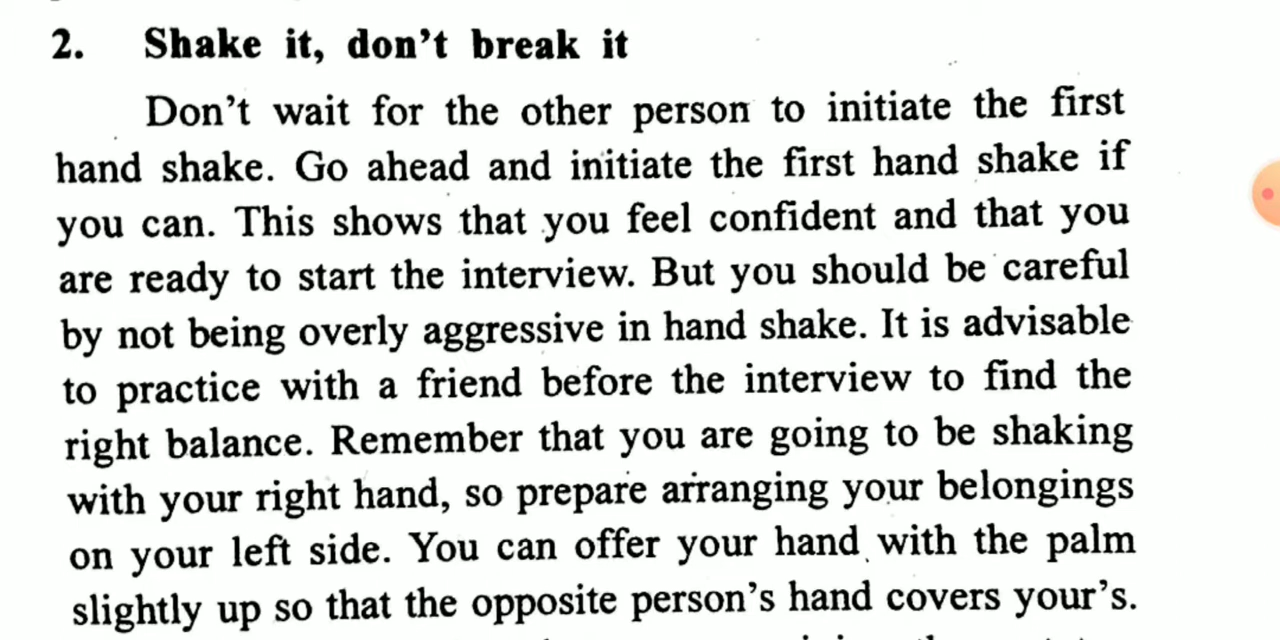 2. Shake it, don't break it
Don't wait for the other person to initiate the first
hand shake. Go ahead and initiate the first hand shake if
you can. This shows that you feel confident and that you
are ready to start the interview. But you should be careful
by not being overly aggressive in hand shake. It is advisable
to practice with a friend before the interview to find the
right balance. Remember that you are going to be shaking
with your right hand, so prepare arranging your belongings
on your left side. You can offer your hand with the palm
slightly up so that the opposite person's hand covers your's.